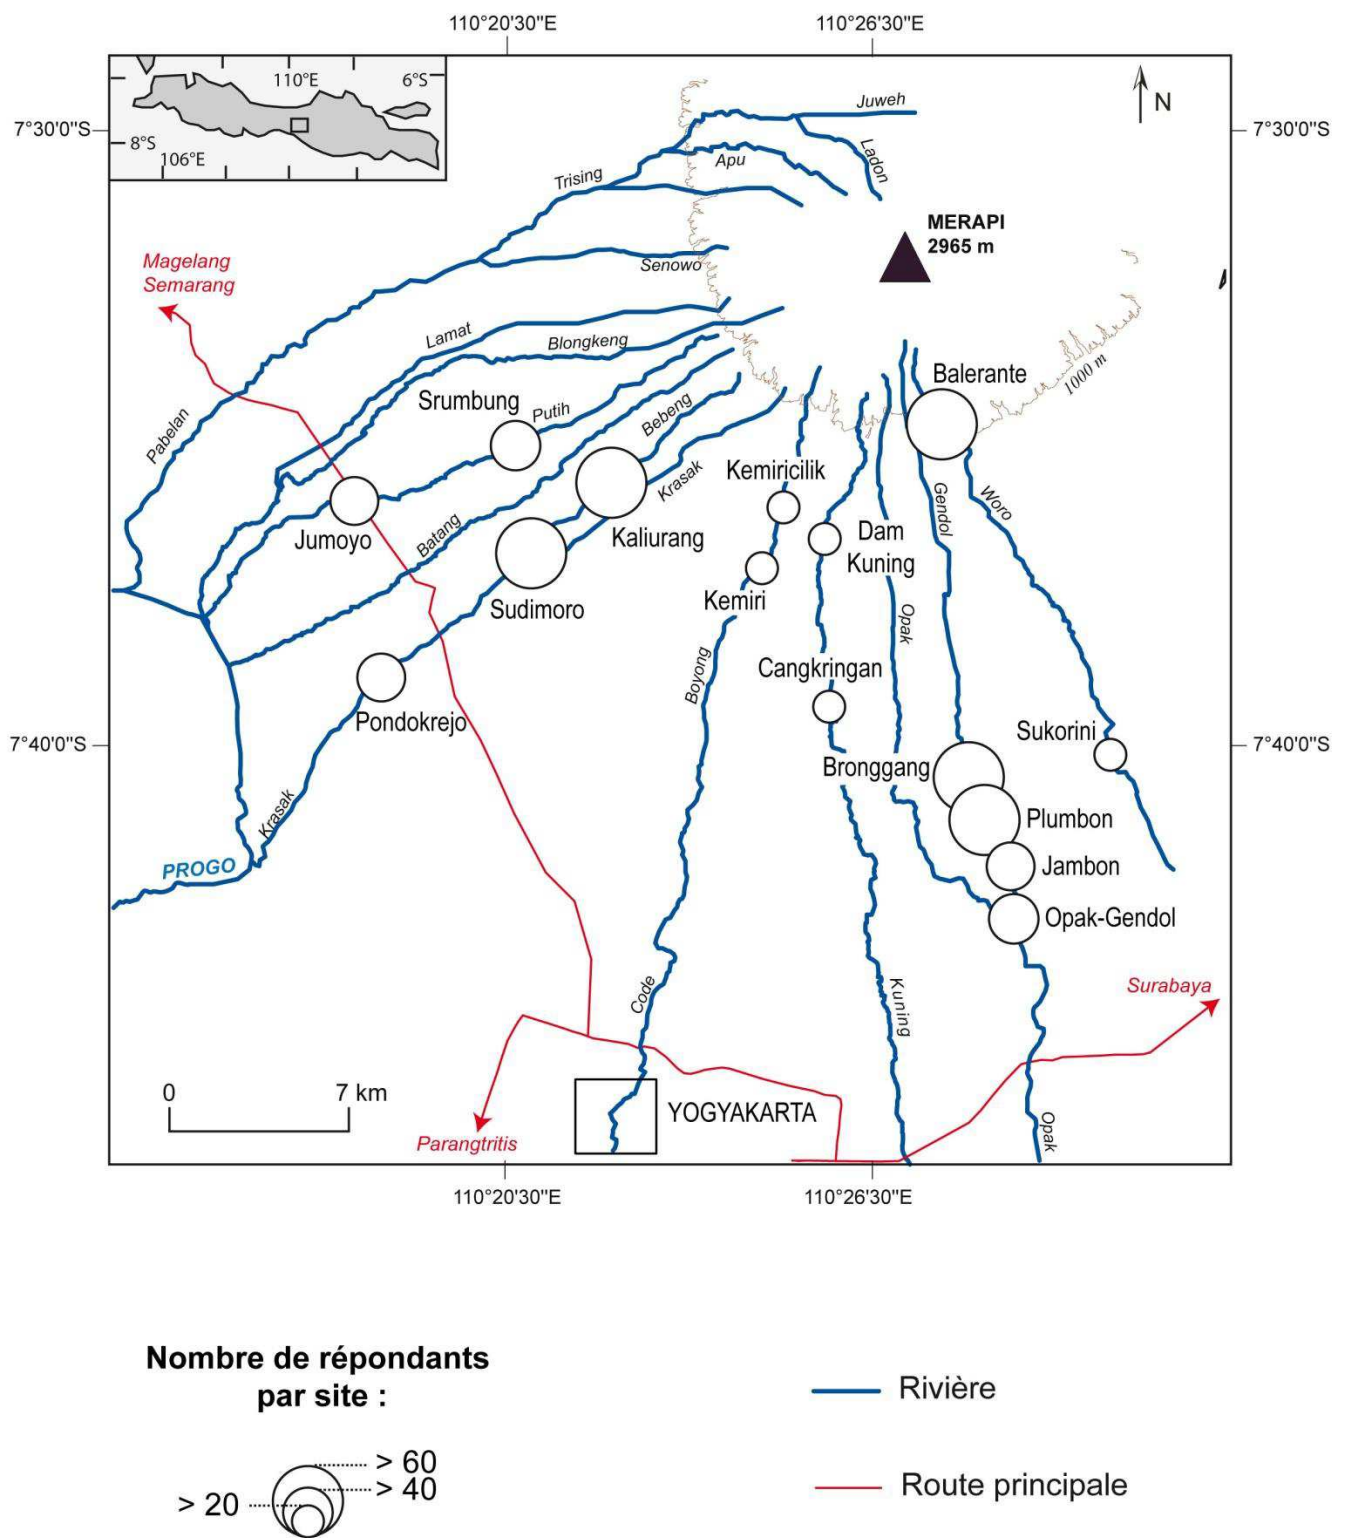 110°20'30"E
110°26'30"E
110°E
6°S
8°S
106°E
N
7°30'0"S
7°30'0"S
Juweh
Ladon
Apu
Trising
MERAPI
2965 m
Senowo
Magelang
Semarang
Lamat
Blongkeng
1000 m
Balerante
Srumbung
Putih
Bebeng
Pabelan
Krasak
Kemiricilik
Gendol
Woro
Jumoyo
Batang
Kaliurang
Dam
Kuning
Sudimoro
Kemiri
Opak
Boyong
Cangkringan
Pondokrejo
Sukorini
7°40'0"S
7°40'0"S
Bronggang
Krasak
Plumbon
PROGO
Jambon
Opak-Gendol
Code
Kuning
Surabaya
0
7 km
YOGYAKARTA
Opak
Parangtritis
110°20'30"E
110°26'30"E
Nombre de répondants
par site :
> 60
> 40
> 20
Rivière
Route principale